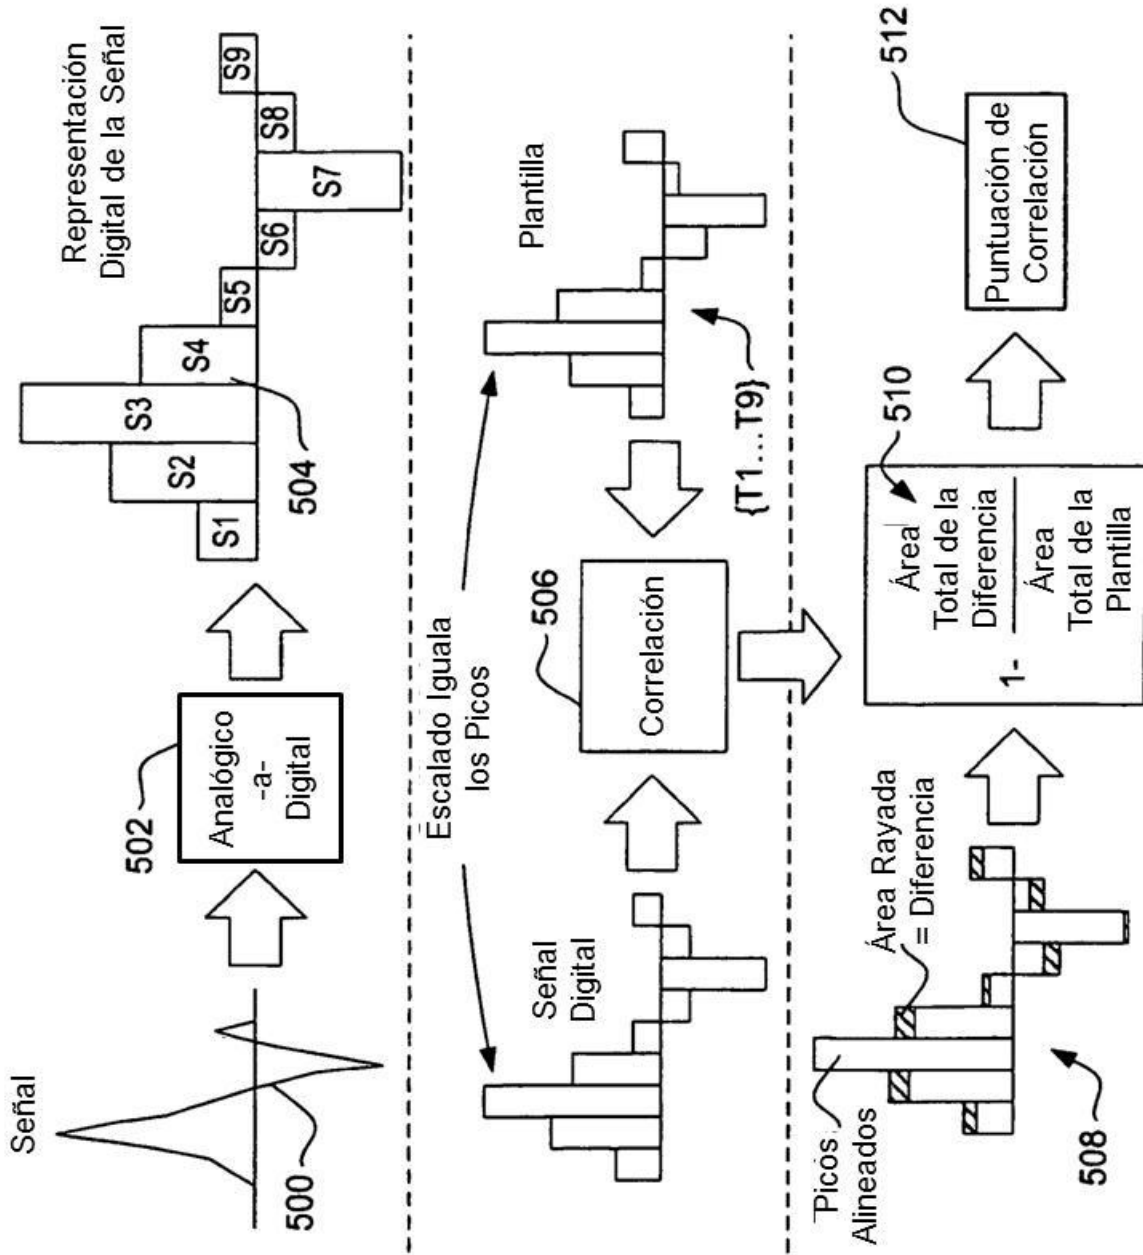 Señal
500
502
Analógico
-a-
Digital
Representación
Digital de la Señal
S1
S2
S3
S4
S5
S6
S7
S8
S9
504
Escalado Iguala
los Picos
Señal
Digital
506
Correlación
Plantilla
{T1...T9}
Picos
Alineados
Área Rayada
= Diferencia
508
1-
Área
Total de la
Diferencia
Área
Total de la
Plantilla
510
Puntuación de
Correlación
512